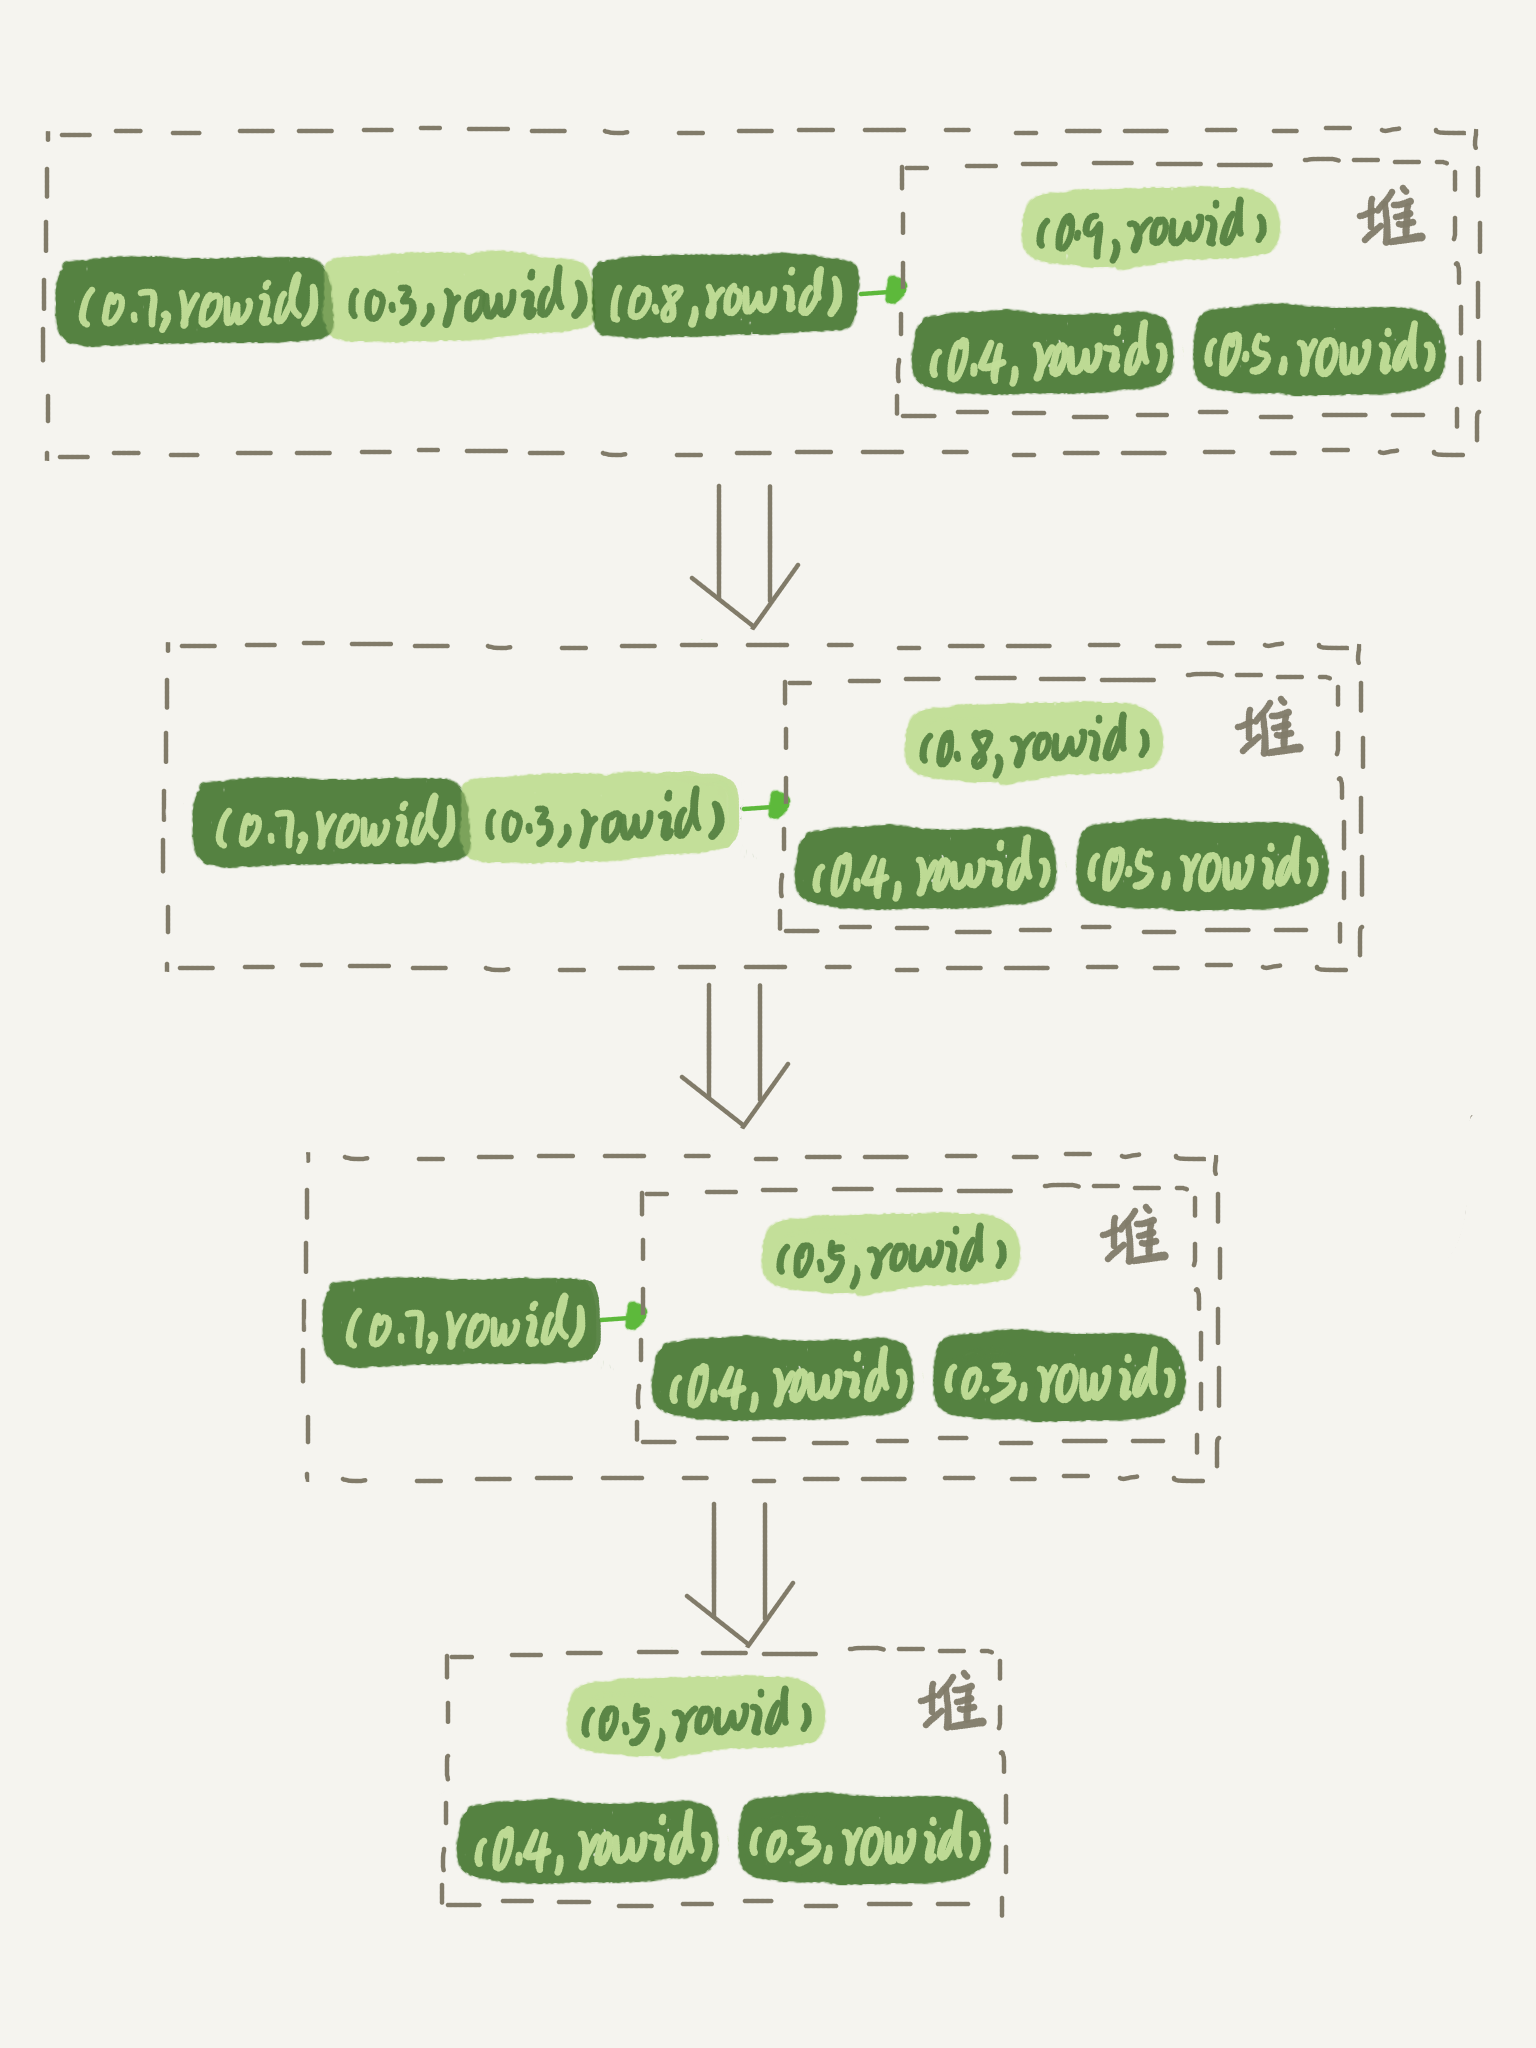 (0.9,rowid) 堆
(0.7,rowid) (0.3,rowid) (0.8,rowid)
(0.4,rowid) (0.5,rowid)
(0.8,rowid) 堆
(0.7,rowid) (0.3,rowid)
(0.4,rowid) (0.5,rowid)
(0.5,rowid) 堆
(0.7,rowid)
(0.4,rowid) (0.3,rowid)
(0.5,rowid) 堆
(0.4,rowid) (0.3,rowid)